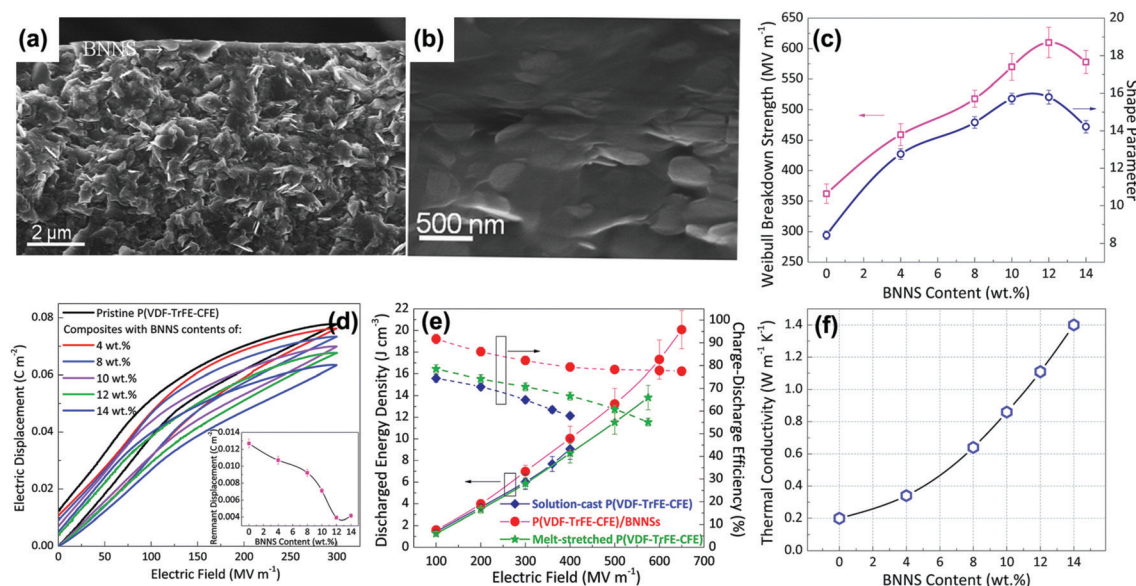 (a)
BNNS →
2 μm
(b)
500 nm
(c)
Weibull Breakdown Strength (MV m-1)
650
600
550
500
450
400
350
300
250
20
18
16
14
12
10
8
Shape Parameter
0 2 4 6 8 10 12 14
BNNS Content (wt.%)
(d)
Pristine P(VDF-TrFE-CFE)
Composites with BNNS contents of:
4 wt.%
8 wt.%
10 wt.%
12 wt.%
14 wt.%
Electric Displacement (C m-2)
0.08
0.06
0.04
0.02
0.00
0 50 100 150 200 250 300
Electric Field (MV m-1)
Remnant Displacement (C m-2)
0.014
0.012
0.010
0.008
0.006
0.004
0 2 4 6 8 10 12 14
BNNS Content (wt.%)
(e)
Discharged Energy Density (J cm-3)
22
20
18
16
14
12
10
8
6
4
2
0
100
90
80
70
60
50
40
30
20
10
0
Charge-Discharge Efficiency (%)
Solution-cast P(VDF-TrFE-CFE)
P(VDF-TrFE-CFE)/BNNSs
Melt-stretched P(VDF-TrFE-CFE)
100 200 300 400 500 600 700
Electric Field (MV m-1)
(f)
Thermal Conductivity (W m-1 K-1)
1.4
1.2
1.0
0.8
0.6
0.4
0.2
0.0
0 2 4 6 8 10 12 14
BNNS Content (wt.%)